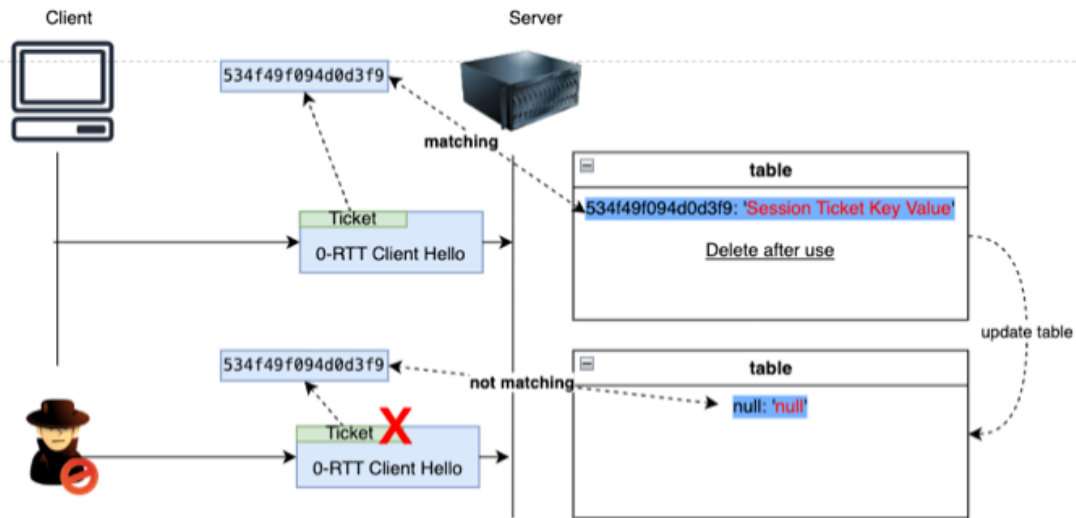 Client
Server
534f49f094d0d3f9
matching
table
534f49f094d0d3f9: 'Session Ticket Key Value'
Ticket
0-RTT Client Hello
Delete after use
update table
534f49f094d0d3f9
not matching
table
null: 'null'
Ticket
X
0-RTT Client Hello